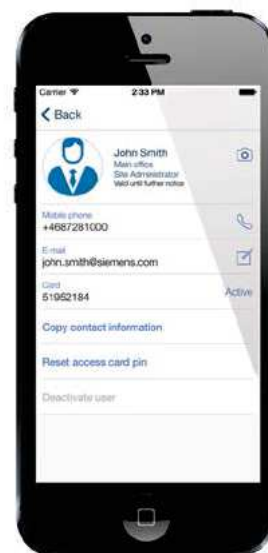 Carrier 2:33 PM
Back
John Smith
Main office
Site Administrator
Valid until further notice
Mobile phone
+4687281000
E-mail
john.smith@siemens.com
Card
51952184 Active
Copy contact information
Reset access card pin
Deactivate user